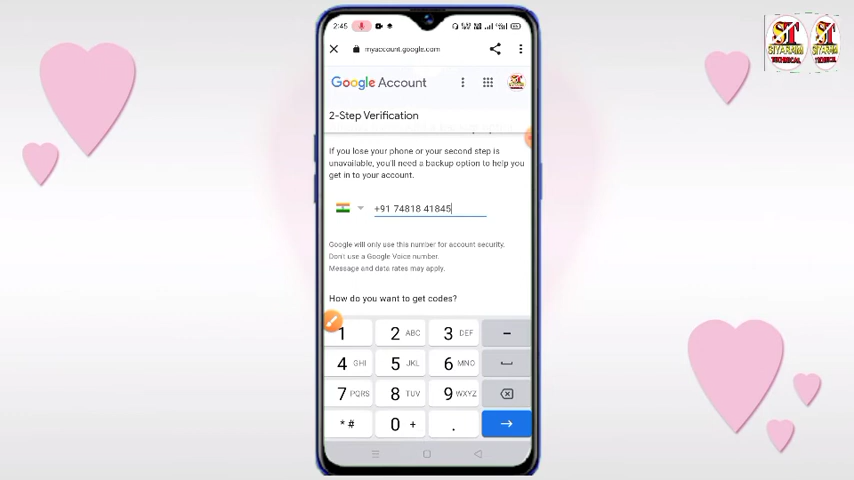 2:45
myaccount.google.com
Google Account
2-Step Verification
If you lose your phone or your second step is
unavailable, you'll need a backup option to help you
get in to your account.
+91 74818 41845
Google will only use this number for account security.
Dont use a Google Voice number.
Message and data rates may apply.
How do you want to get codes?
1 2 ABC 3 DEF –
4 GHI 5 JKL 6 MNO
7 PQRS 8 TUV 9 WXYZ
* # 0 + .
ST ST
SIYARAM SIYARAM
TECHNICAL TECHNICAL